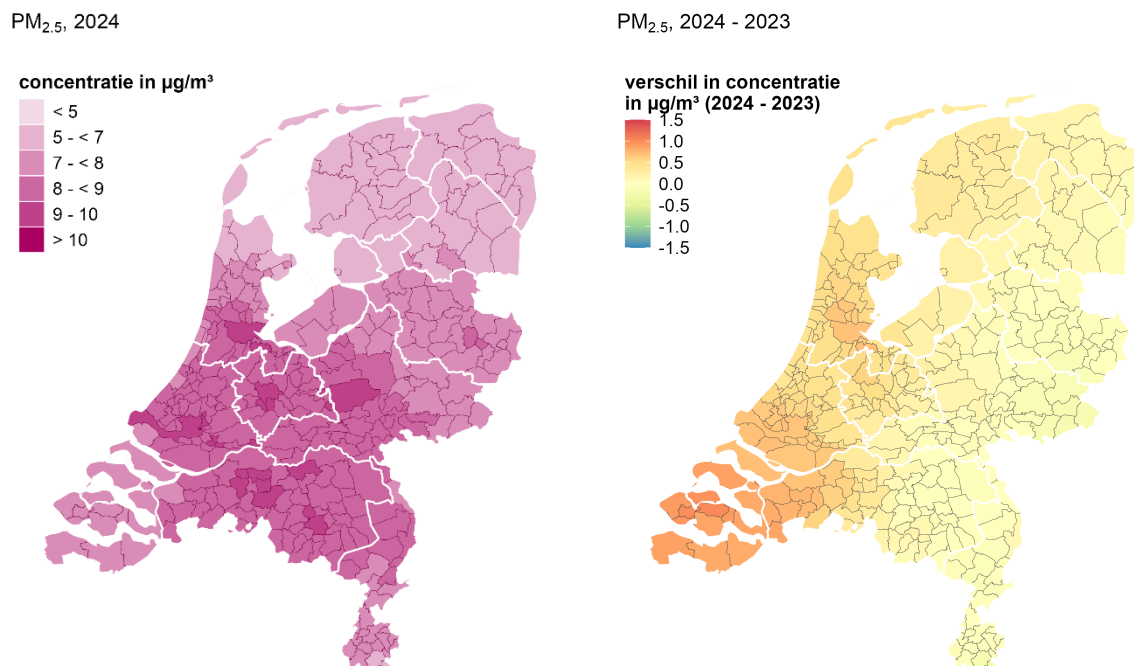 PM₂.₅, 2024
concentratie in µg/m³
< 5
5 - < 7
7 - < 8
8 - < 9
9 - 10
> 10
PM₂.₅, 2024 - 2023
verschil in concentratie
in µg/m³ (2024 - 2023)
1.5
1.0
0.5
0.0
-0.5
-1.0
-1.5